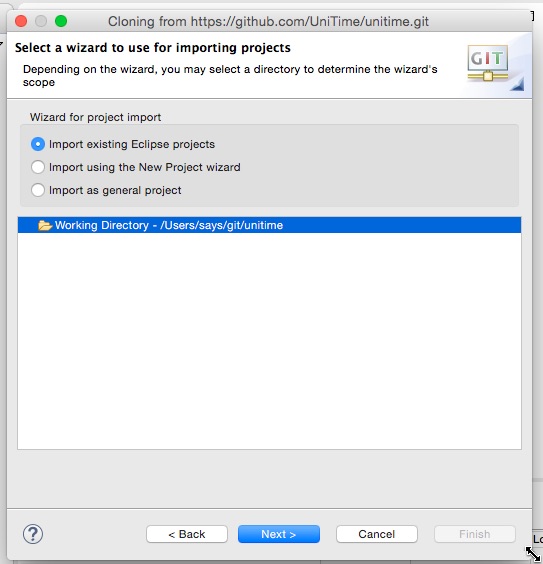 Cloning from https://github.com/UniTime/unitime.git
Select a wizard to use for importing projects
Depending on the wizard, you may select a directory to determine the wizard's
scope
GIT
Wizard for project import
Import existing Eclipse projects
Import using the New Project wizard
Import as general project
Working Directory - /Users/says/git/unitime
?
< Back
Next >
Cancel
Finish
Lo